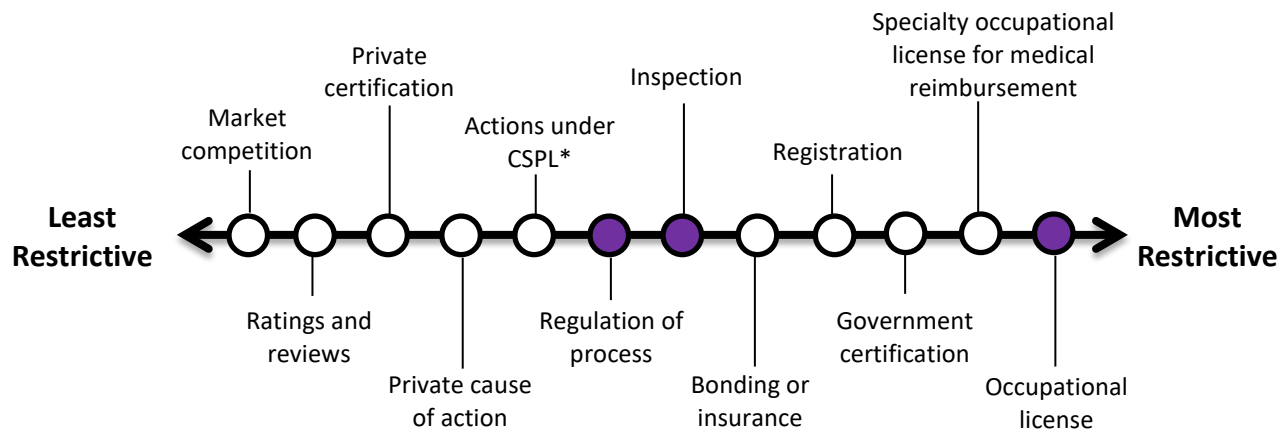 Least
Restrictive
Market
competition
Ratings and
reviews
Private
certification
Private cause
of action
Actions under
CSPL*
Regulation of
process
Inspection
Bonding or
insurance
Registration
Government
certification
Specialty occupational
license for medical
reimbursement
Occupational
license
Most
Restrictive